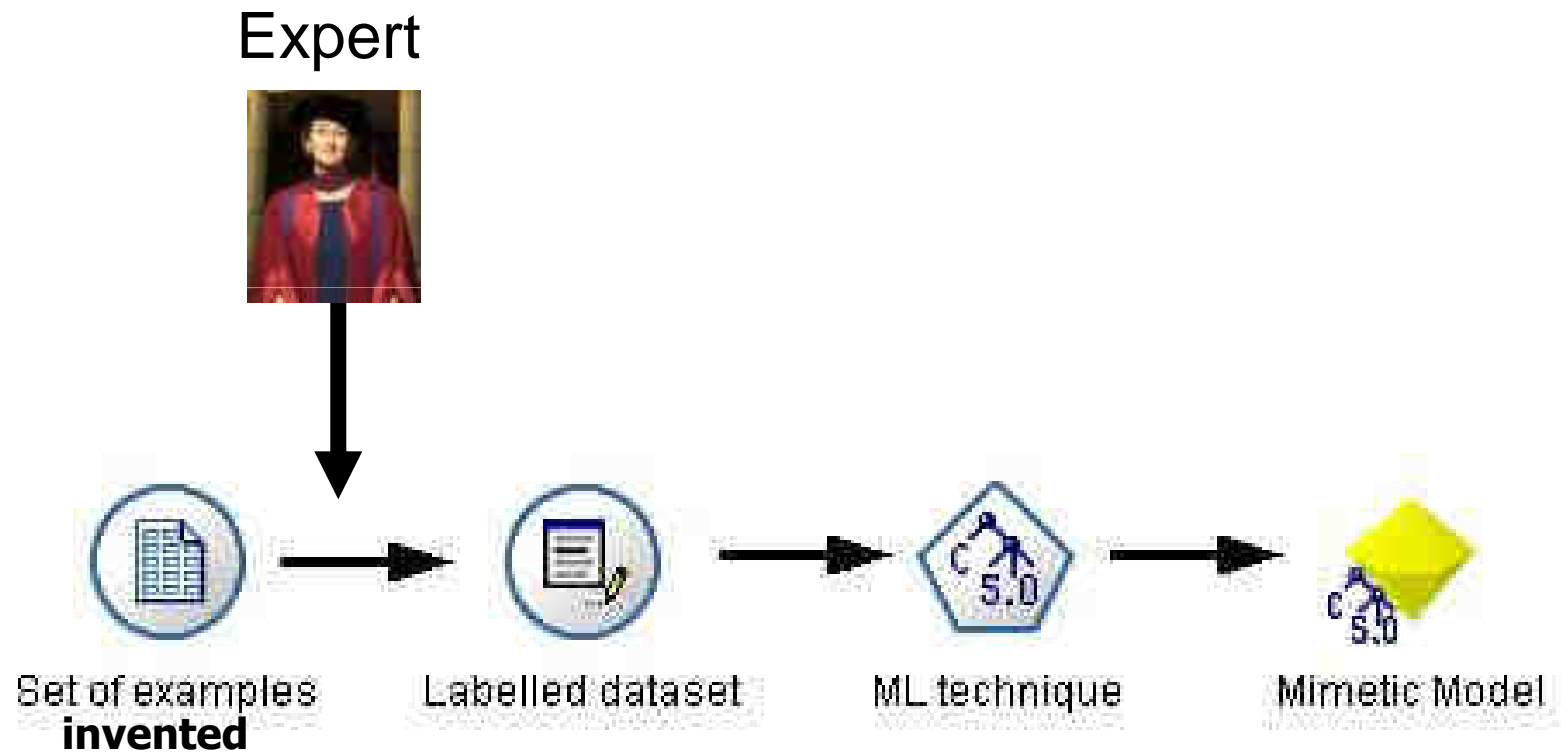 Expert
C 5.0
C 5.0
Set of examples
invented
Labelled dataset
ML technique
Mimetic Model